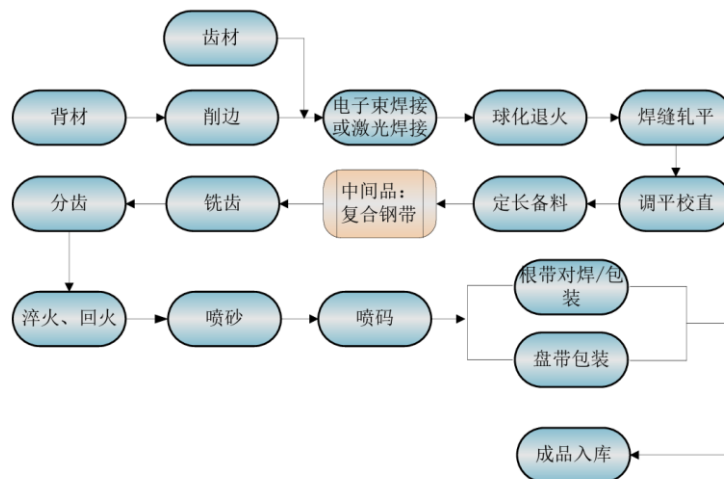 齿材
背材
削边
电子束焊接
或激光焊接
球化退火
焊缝轧平
分齿
铣齿
中间品：
复合钢带
定长备料
调平校直
淬火、回火
喷砂
喷码
根带对焊/包
装
盘带包装
成品入库